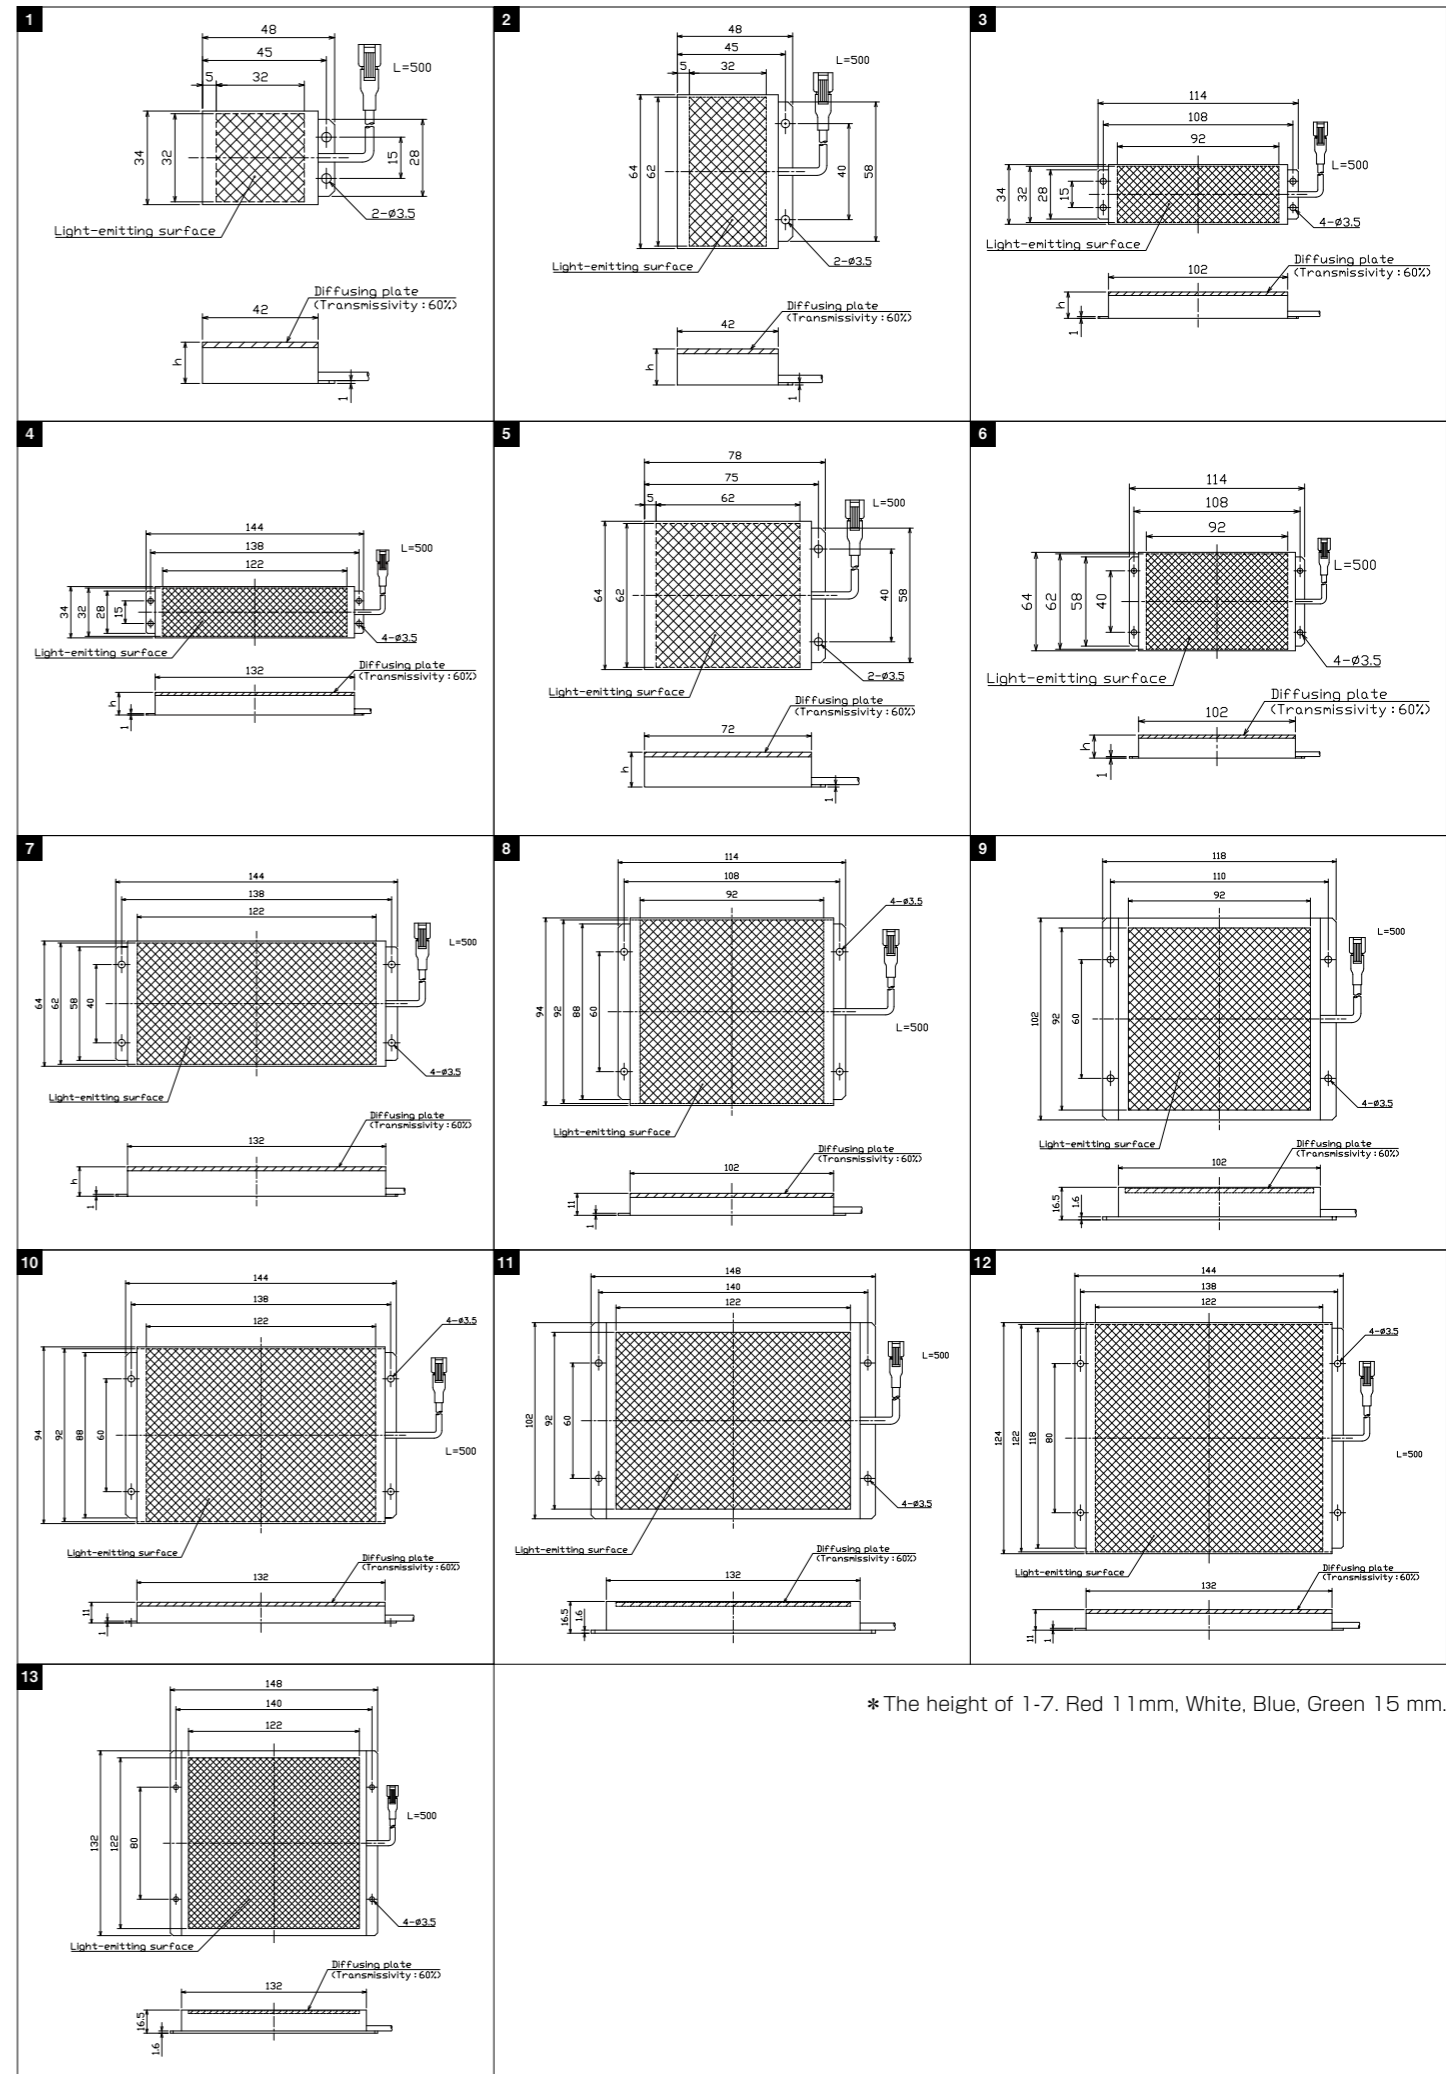 1
48
45
5 32
L=500
34
32
15
28
2-ø3.5
Light-emitting surface
Diffusing plate
(Transmissivity : 60%)
42
h
1
2
48
45
5 32
L=500
64
62
40
58
2-ø3.5
Light-emitting surface
Diffusing plate
(Transmissivity : 60%)
42
h
1
3
114
108
92
L=500
34
32
28
15
4-ø3.5
Light-emitting surface
Diffusing plate
(Transmissivity : 60%)
102
h
1
4
144
138
122
L=500
34
32
28
15
4-ø3.5
Light-emitting surface
Diffusing plate
(Transmissivity : 60%)
132
h
1
5
78
75
5 62
L=500
64
62
40
58
2-ø3.5
Light-emitting surface
Diffusing plate
(Transmissivity : 60%)
72
h
1
6
114
108
92
L=500
64
62
58
40
4-ø3.5
Light-emitting surface
Diffusing plate
(Transmissivity : 60%)
102
h
1
7
144
138
122
L=500
64
62
58
40
4-ø3.5
Light-emitting surface
Diffusing plate
(Transmissivity : 60%)
132
h
1
8
114
108
92
4-ø3.5
94
92
88
60
L=500
Light-emitting surface
Diffusing plate
(Transmissivity : 60%)
102
11
1
9
118
110
92
L=500
102
92
60
4-ø3.5
Light-emitting surface
Diffusing plate
(Transmissivity : 60%)
102
16.5
1.6
10
144
138
122
4-ø3.5
94
92
88
60
L=500
Light-emitting surface
Diffusing plate
(Transmissivity : 60%)
132
11
1
11
148
140
122
L=500
102
92
60
4-ø3.5
Light-emitting surface
Diffusing plate
(Transmissivity : 60%)
132
16.5
1.6
12
144
138
122
4-ø3.5
124
122
118
80
L=500
Light-emitting surface
Diffusing plate
(Transmissivity : 60%)
132
11
1
13
148
140
122
L=500
132
122
80
4-ø3.5
Light-emitting surface
Diffusing plate
(Transmissivity : 60%)
132
16.5
1.6
＊The height of 1-7. Red 11mm, White, Blue, Green 15 mm.